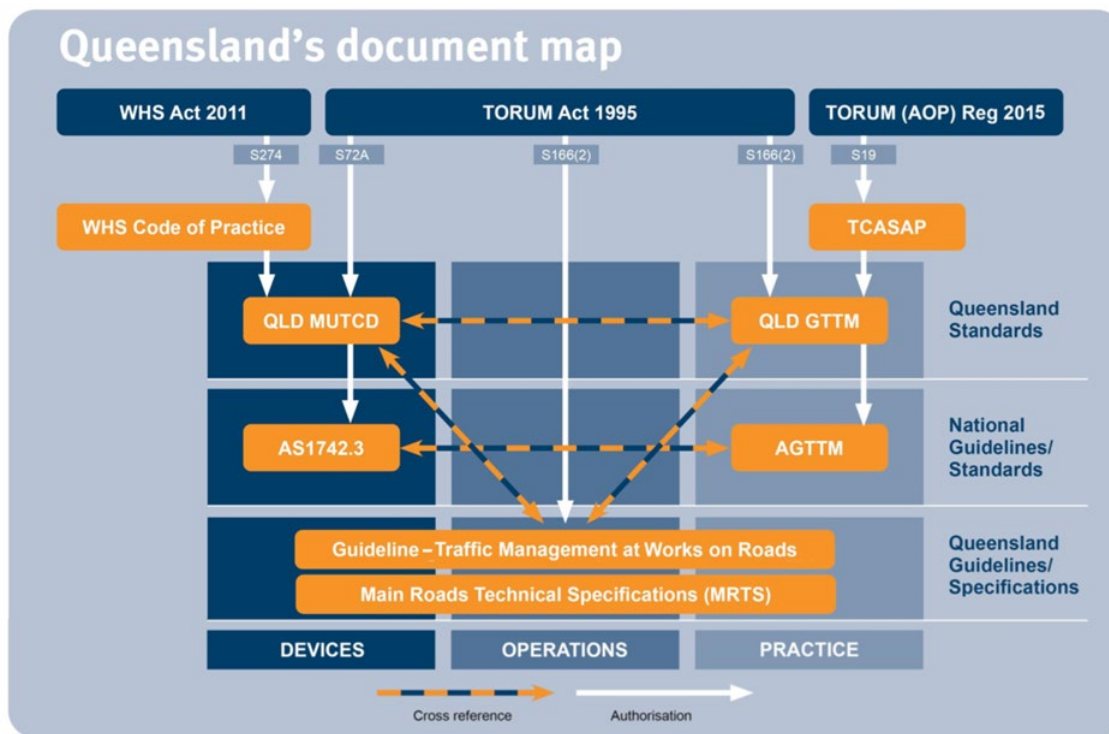 Queensland's document map
WHS Act 2011
TORUM Act 1995
TORUM (AOP) Reg 2015
S274
S72A
S166(2)
S166(2)
S19
WHS Code of Practice
TCASAP
QLD MUTCD
QLD GTTM
Queensland
Standards
AS1742.3
AGTTM
National
Guidelines/
Standards
Guideline – Traffic Management at Works on Roads
Main Roads Technical Specifications (MRTS)
Queensland
Guidelines/
Specifications
DEVICES
OPERATIONS
PRACTICE
Cross reference
Authorisation